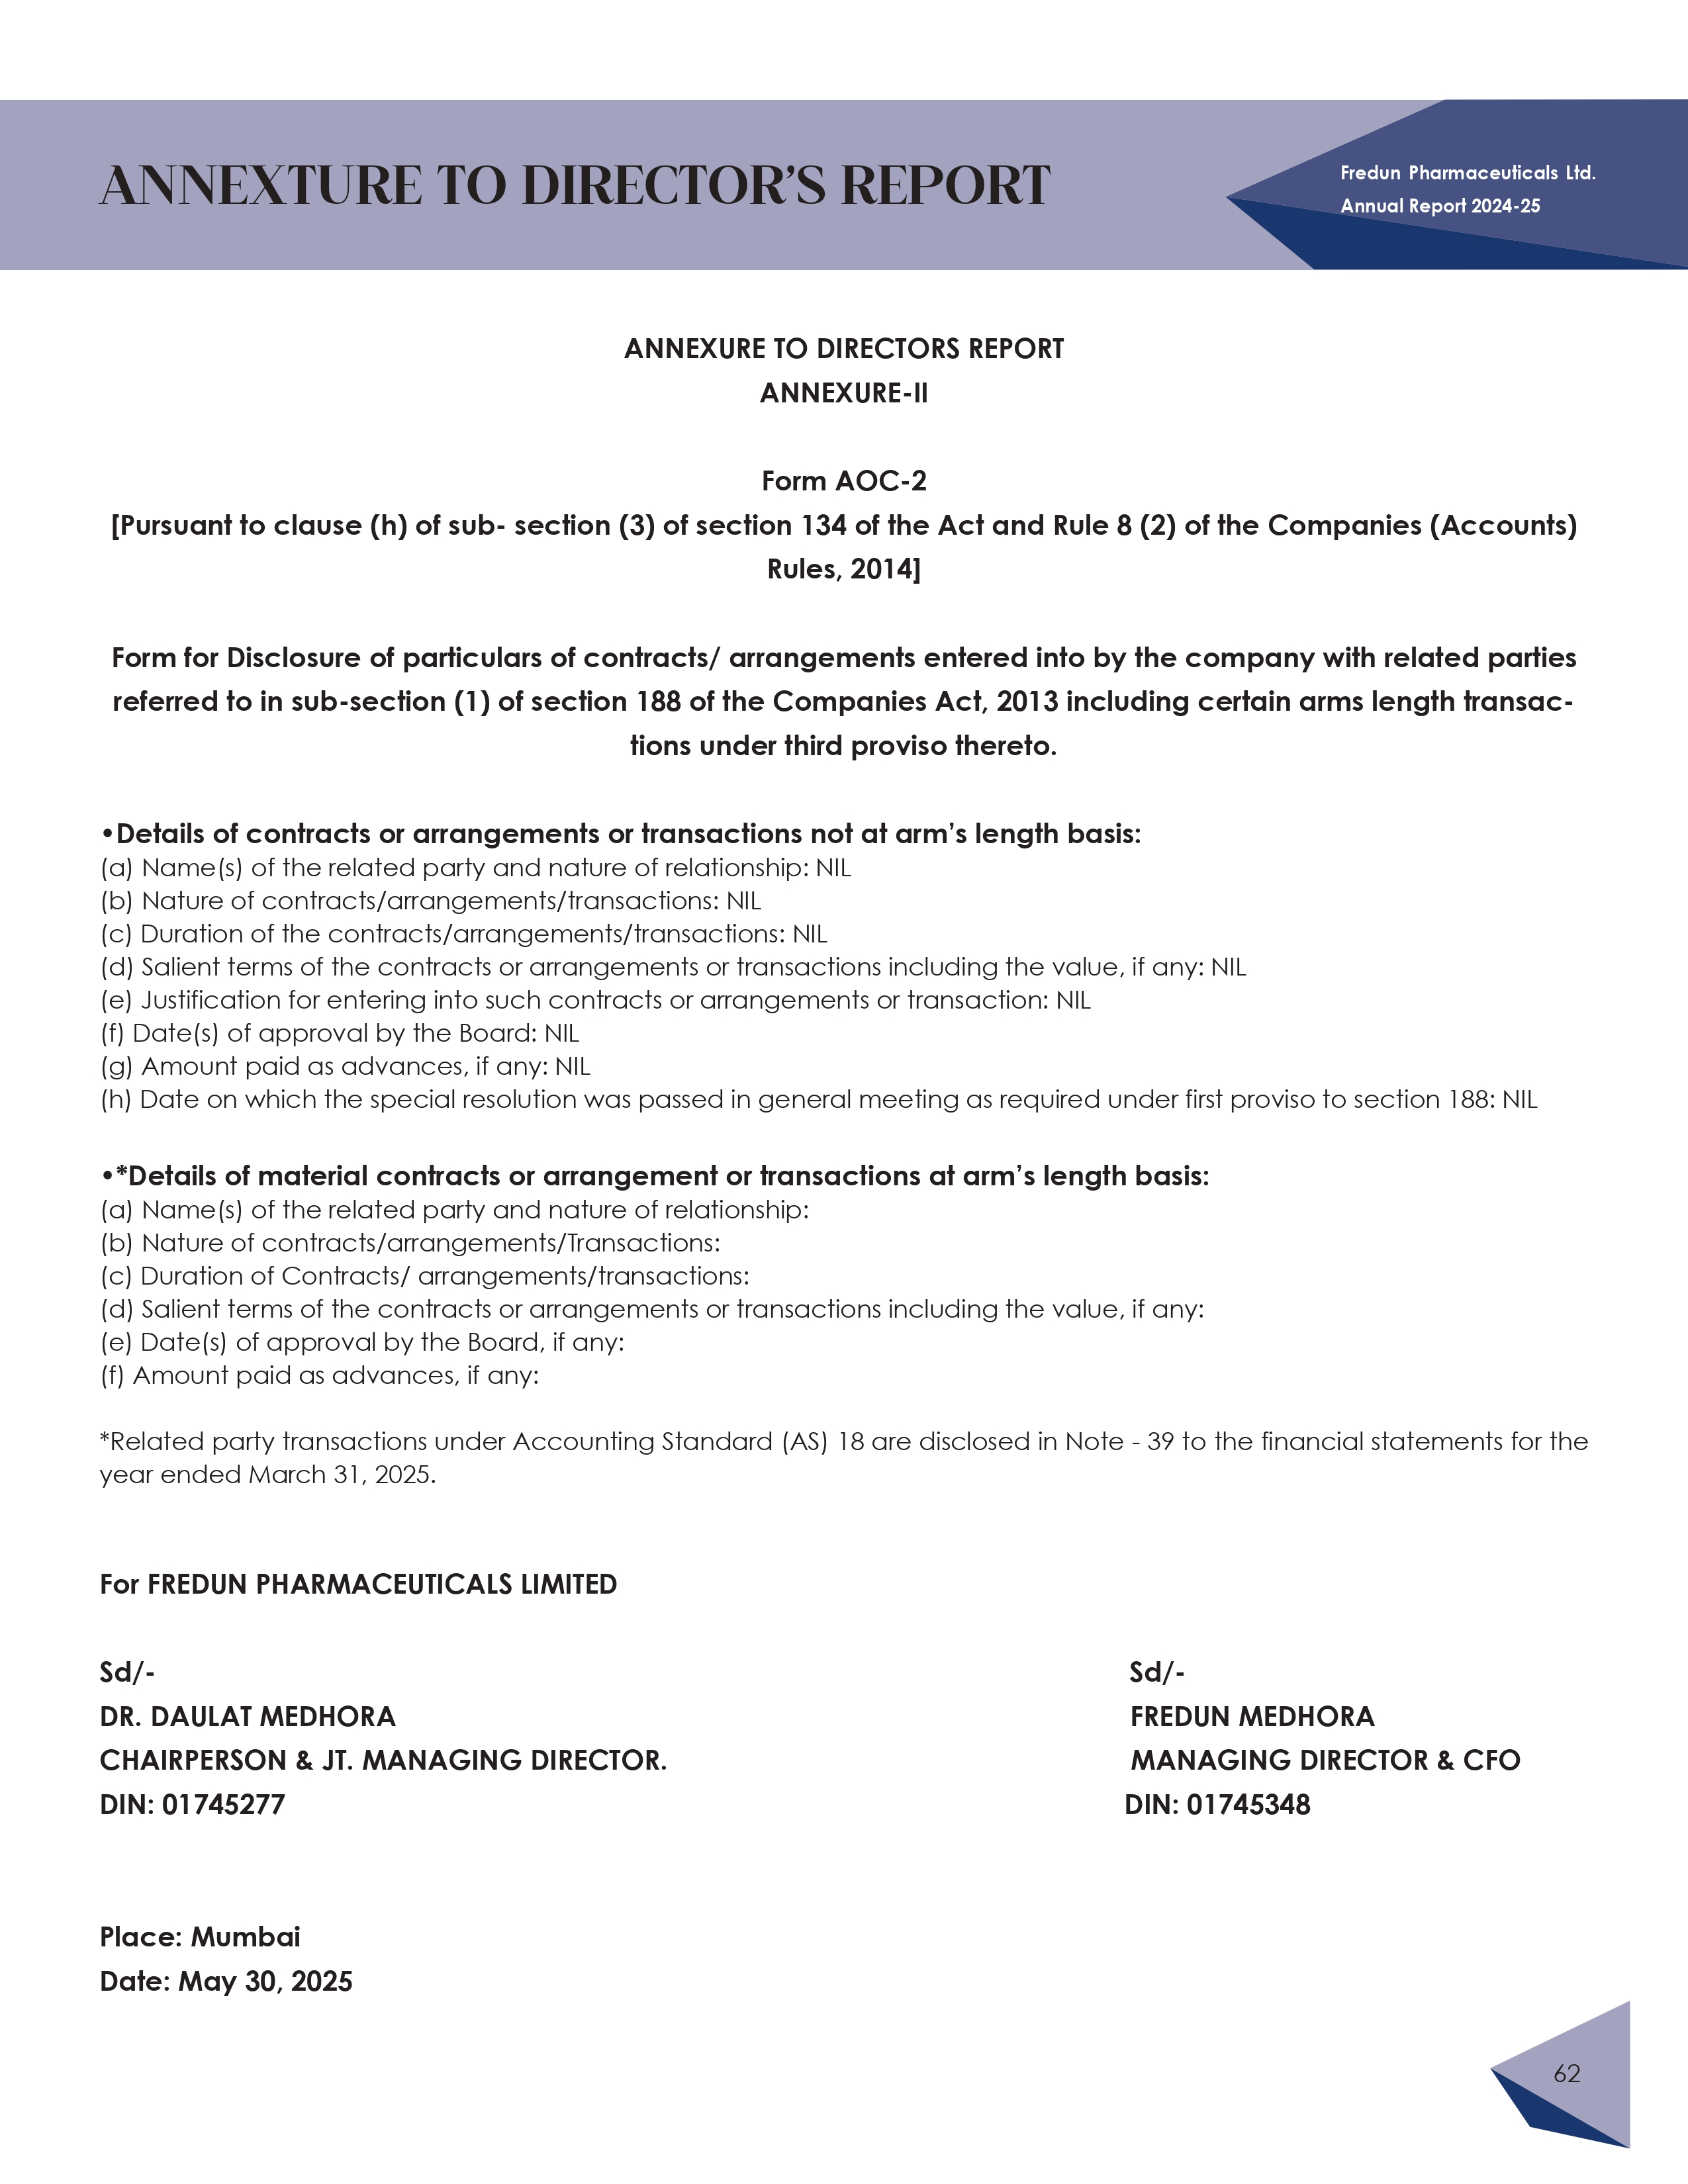 ANNEXTURE TO DIRECTOR'S REPORT
Fredun Pharmaceuticals Ltd.
Annual Report 2024-25
ANNEXURE TO DIRECTORS REPORT
ANNEXURE-II
Form AOC-2
[Pursuant to clause (h) of sub- section (3) of section 134 of the Act and Rule 8 (2) of the Companies (Accounts)
Rules, 2014]
Form for Disclosure of particulars of contracts/ arrangements entered into by the company with related parties
referred to in sub-section (1) of section 188 of the Companies Act, 2013 including certain arms length transac-
tions under third proviso thereto.
•Details of contracts or arrangements or transactions not at arm's length basis:
(a) Name(s) of the related party and nature of relationship: NIL
(b) Nature of contracts/arrangements/transactions: NIL
(c) Duration of the contracts/arrangements/transactions: NIL
(d) Salient terms of the contracts or arrangements or transactions including the value, if any: NIL
(e) Justification for entering into such contracts or arrangements or transaction: NIL
(f) Date(s) of approval by the Board: NIL
(g) Amount paid as advances, if any: NIL
(h) Date on which the special resolution was passed in general meeting as required under first proviso to section 188: NIL
•*Details of material contracts or arrangement or transactions at arm's length basis:
(a) Name(s) of the related party and nature of relationship:
(b) Nature of contracts/arrangements/Transactions:
(c) Duration of Contracts/ arrangements/transactions:
(d) Salient terms of the contracts or arrangements or transactions including the value, if any:
(e) Date(s) of approval by the Board, if any:
(f) Amount paid as advances, if any:
*Related party transactions under Accounting Standard (AS) 18 are disclosed in Note - 39 to the financial statements for the
year ended March 31, 2025.
For FREDUN PHARMACEUTICALS LIMITED
Sd/-
DR. DAULAT MEDHORA
CHAIRPERSON & JT. MANAGING DIRECTOR.
DIN: 01745277
Sd/-
FREDUN MEDHORA
MANAGING DIRECTOR & CFO
DIN: 01745348
Place: Mumbai
Date: May 30, 2025
62